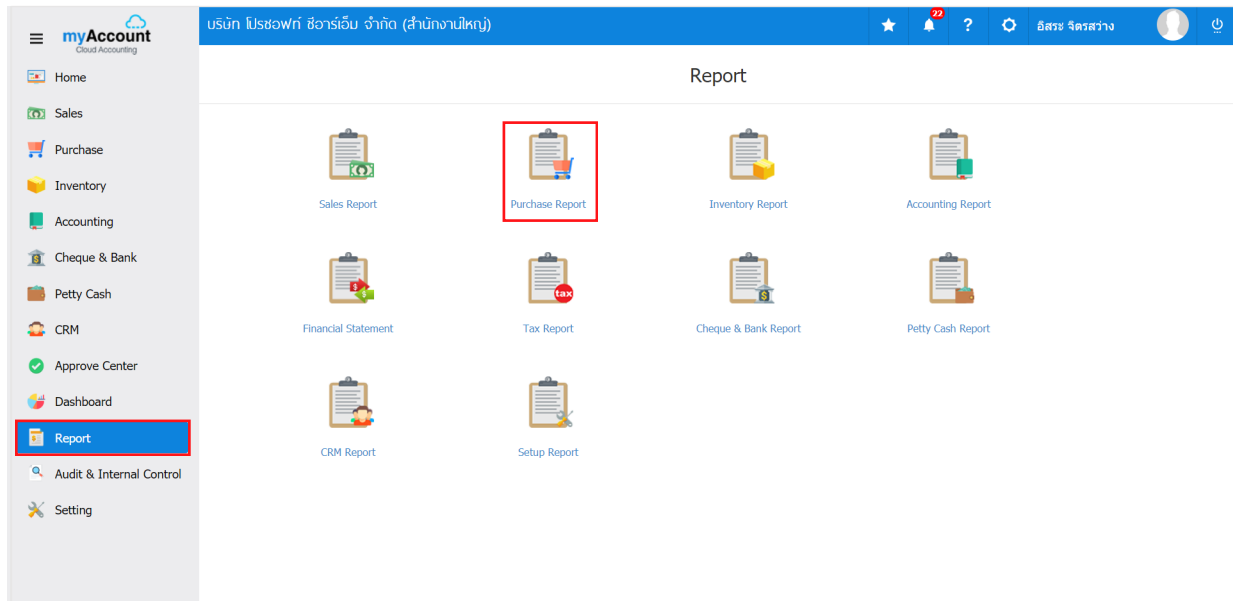 myAccount
Cloud Accounting
บริษัท โปรซอฟท์ ซีอาร์เอ็ม จำกัด (สำนักงานใหญ่)
22
?
อิสระ จิตรสว่าง
Home
Sales
Purchase
Inventory
Accounting
Cheque & Bank
Petty Cash
CRM
Approve Center
Dashboard
Report
Audit & Internal Control
Setting
Report
Sales Report
Purchase Report
Inventory Report
Accounting Report
Financial Statement
tax
Tax Report
Cheque & Bank Report
Petty Cash Report
CRM Report
Setup Report